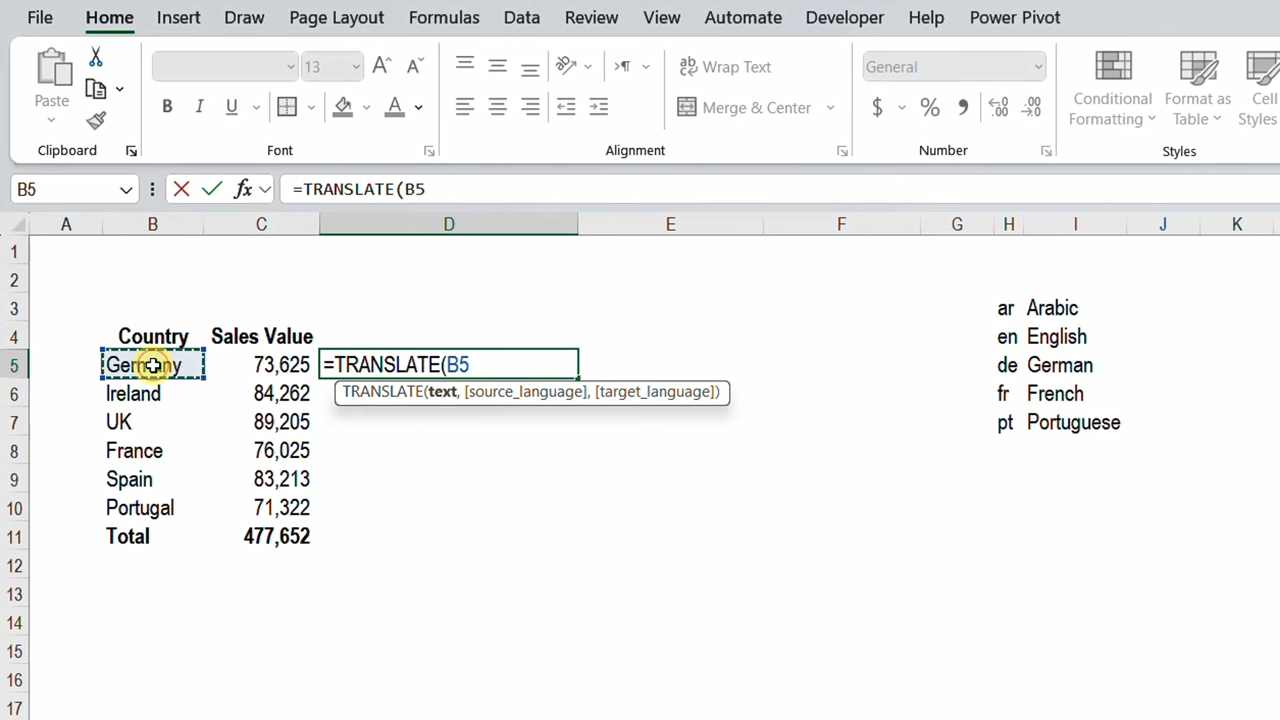 File Home Insert Draw Page Layout Formulas Data Review View Automate Developer Help Power Pivot
Paste
13
Wrap Text
General
B I U
Merge & Center
$ %
Conditional Formatting
Format as Table
Cell Styles
Clipboard Font Alignment Number Styles
B5 fx =TRANSLATE(B5
A B C D E F G H I J K
1
2
3 ar Arabic
4 Country Sales Value en English
5 Germany 73,625 =TRANSLATE(B5 de German
TRANSLATE(text, [source_language], [target_language])
6 Ireland 84,262 fr French
7 UK 89,205 pt Portuguese
8 France 76,025
9 Spain 83,213
10 Portugal 71,322
11 Total 477,652
12
13
14
15
16
17